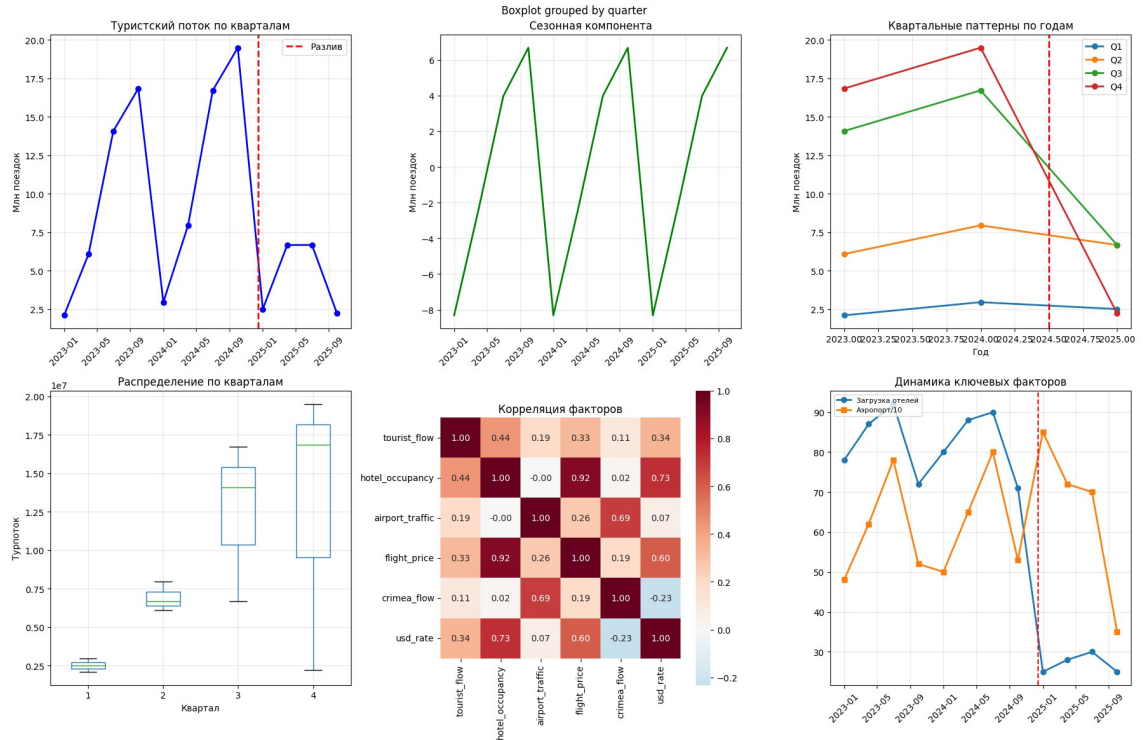 Boxplot grouped by quarter
Туристский поток по кварталам
Млн поездок
20.0
17.5
15.0
12.5
10.0
7.5
5.0
2.5
Разлив
2023-01
2023-05
2023-09
2024-01
2024-05
2024-09
2025-01
2025-05
2025-09
Сезонная компонента
6
4
2
0
−2
−4
−6
−8
2023-01
2023-05
2023-09
2024-01
2024-05
2024-09
2025-01
2025-05
2025-09
Квартальные паттерны по годам
Млн поездок
20.0
17.5
15.0
12.5
10.0
7.5
5.0
2.5
Q1
Q2
Q3
Q4
2023.00 2023.25 2023.50 2023.75 2024.00 2024.25 2024.50 2024.75 2025.00
Год
Распределение по кварталам
1e7
Турпоток
2.00
1.75
1.50
1.25
1.00
0.75
0.50
0.25
1 2 3 4
Квартал
Корреляция факторов
tourist_flow 1.00 0.44 0.19 0.33 0.11 0.34
hotel_occupancy 0.44 1.00 -0.00 0.92 0.02 0.73
airport_traffic 0.19 -0.00 1.00 0.26 0.69 0.07
flight_price 0.33 0.92 0.26 1.00 0.19 0.60
crimea_flow 0.11 0.02 0.69 0.19 1.00 -0.23
usd_rate 0.34 0.73 0.07 0.60 -0.23 1.00
tourist_flow
hotel_occupancy
airport_traffic
flight_price
crimea_flow
usd_rate
1.0
0.8
0.6
0.4
0.2
0.0
−0.2
Динамика ключевых факторов
Загрузка отелей
Аэропорт/10
90
80
70
60
50
40
30
2023-01
2023-05
2023-09
2024-01
2024-05
2024-09
2025-01
2025-05
2025-09